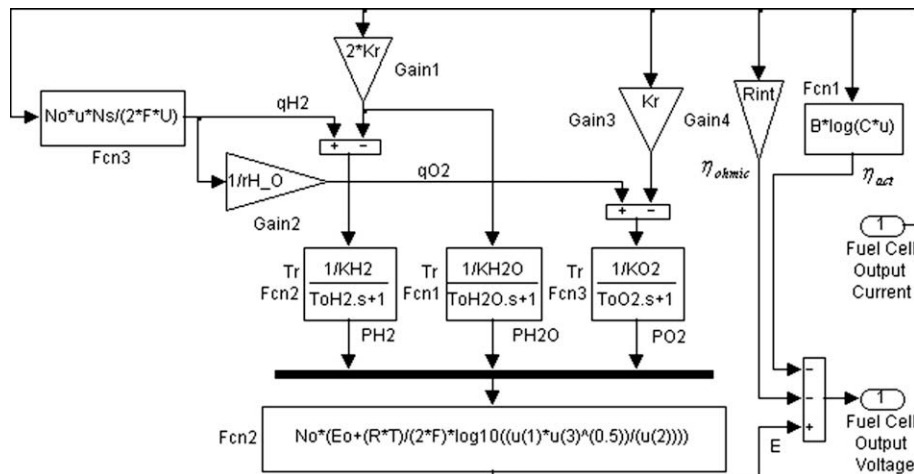 2*Kr
Gain1
No*u*Ns/(2*F*U)
Fcn3
qH2
+ -
1/rH_O
Gain2
qO2
Gain3
Kr
Gain4
Rint
Fcn1
B*log(C*u)
η ohmic
η act
+ -
1
Fuel Cell
Output
Current
Tr
Fcn2
1/KH2
ToH2.s+1
PH2
Tr
Fcn1
1/KH2O
ToH2O.s+1
PH2O
Tr
Fcn3
1/KO2
ToO2.s+1
PO2
Fcn2
No*(Eo+(R*T)/(2*F)*log10((u(1)*u(3)^(0.5))/(u(2))))
-
-
+
E
1
Fuel Cell
Output
Voltage